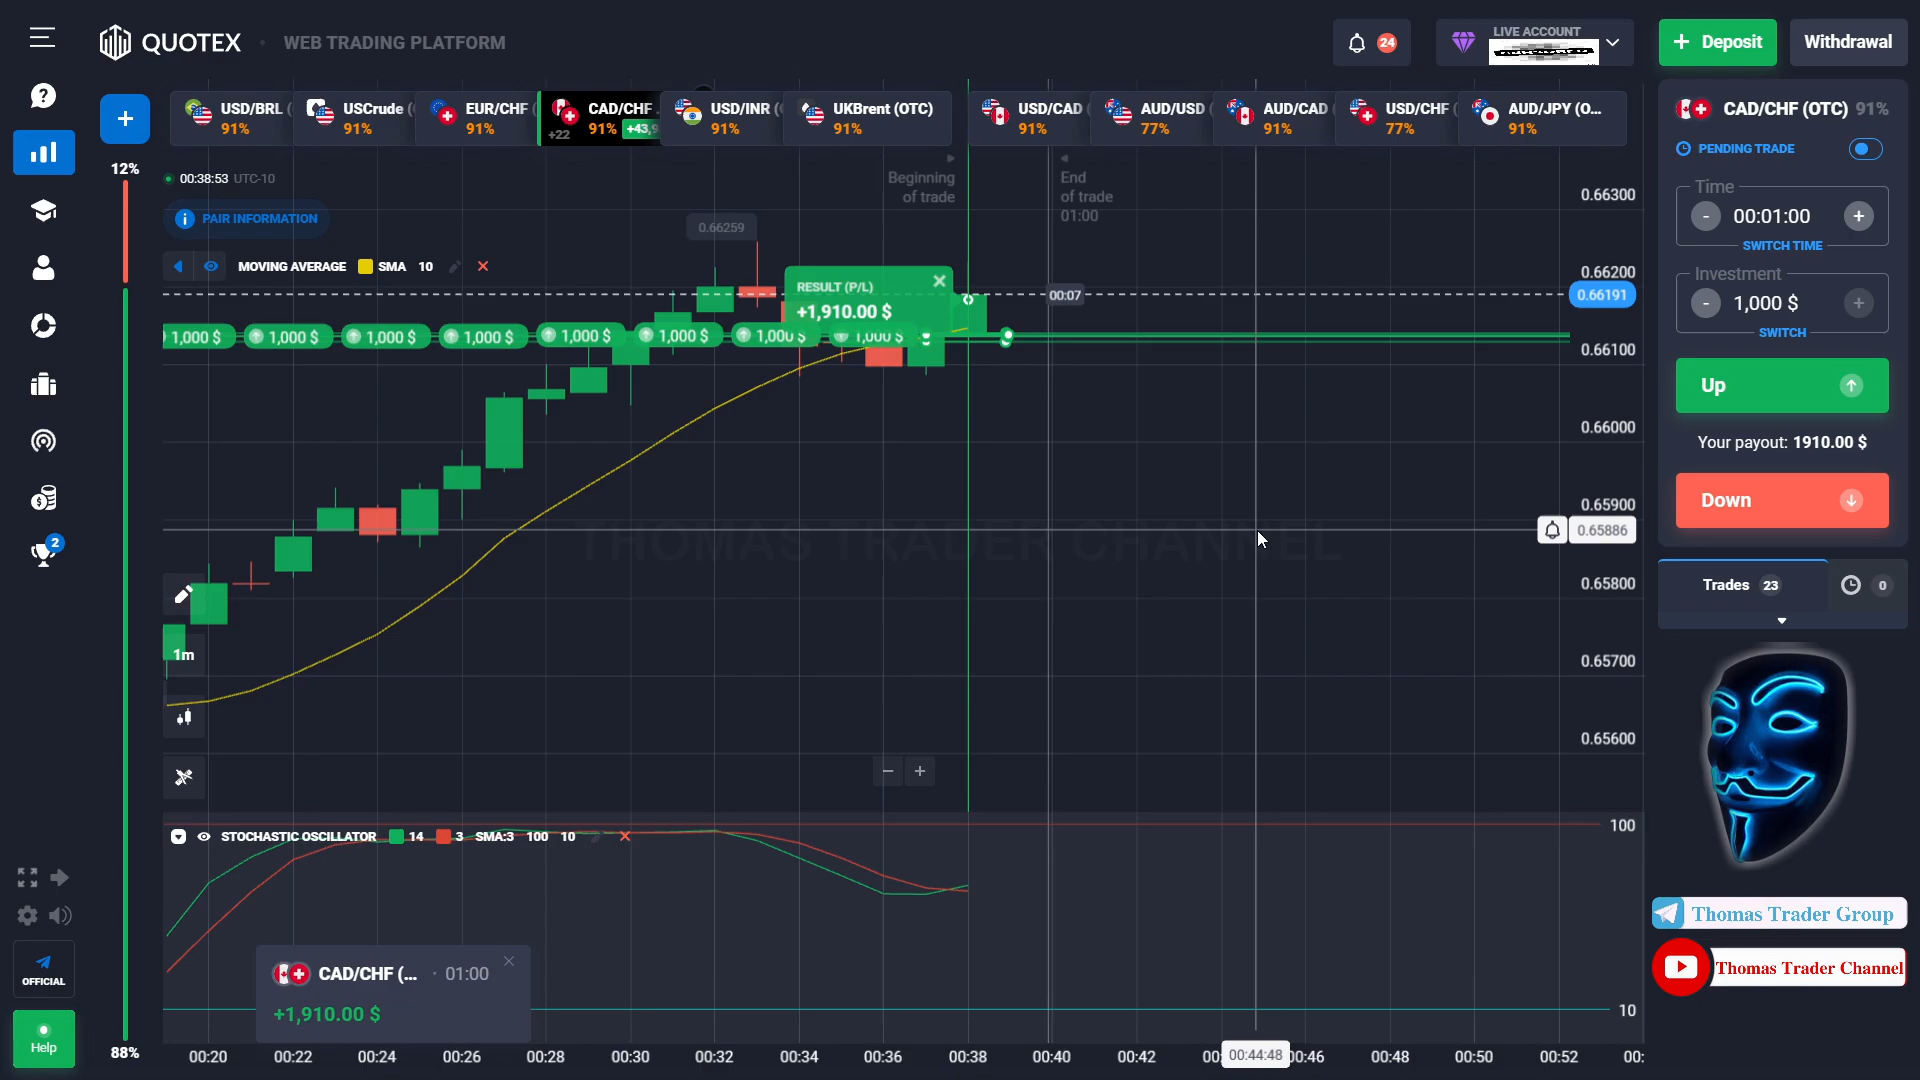 QUOTEX
WEB TRADING PLATFORM
24
LIVE ACCOUNT
+ Deposit
Withdrawal
USD/BRL (
91%
USCrude (
91%
EUR/CHF (
91%
CAD/CHF
+22
91%
+43,9
USD/INR (
91%
UKBrent (OTC)
91%
USD/CAD (
91%
AUD/USD (
77%
AUD/CAD (
91%
USD/CHF (
77%
AUD/JPY (O...
91%
CAD/CHF (OTC) 91%
PENDING TRADE
Time
- 00:01:00 +
SWITCH TIME
Investment
- 1,000 $ +
SWITCH
Up
Your payout: 1910.00 $
Down
Trades 23
0
12%
88%
00:38:53 UTC-10
PAIR INFORMATION
MOVING AVERAGE SMA 10
Beginning
of trade
End
of trade
01:00
0.66259
RESULT (P/L)
+1,910.00 $
00:07
1,000 $
1,000 $
1,000 $
1,000 $
1,000 $
1,000 $
1,000 $
1,000 $
0.66300
0.66200
0.66191
0.66100
0.66000
0.65900
0.65886
0.65800
0.65700
0.65600
THOMAS TRADER CHANNEL
1m
STOCHASTIC OSCILLATOR 14 3 SMA:3 100 10
100
10
CAD/CHF (... · 01:00
+1,910.00 $
00:20
00:22
00:24
00:26
00:28
00:30
00:32
00:34
00:36
00:38
00:40
00:42
00:44:48
00:46
00:48
00:50
00:52
00:
2
OFFICIAL
Help
Thomas Trader Group
Thomas Trader Channel